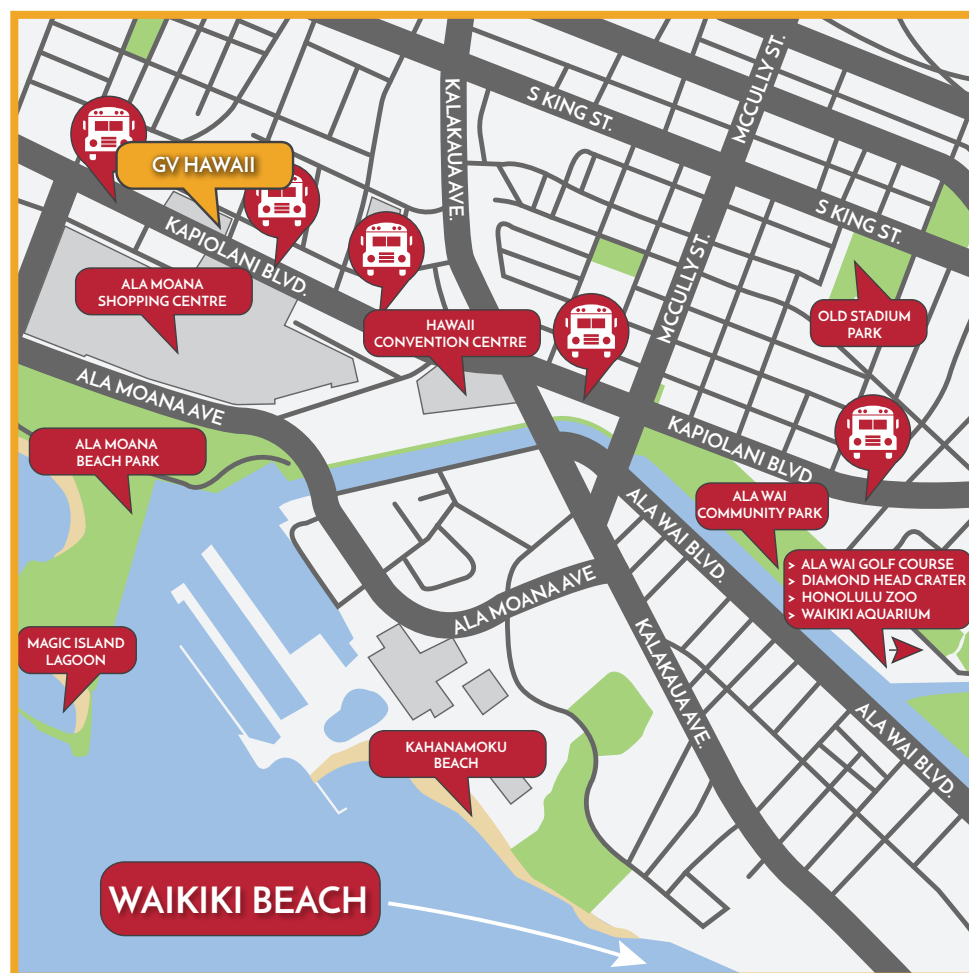 S KING ST.
MCCULLY ST.
KALAKAUA AVE.
GV HAWAII
S KING ST.
KAPIOLANI BLVD.
ALA MOANA
SHOPPING CENTRE
MCCULLY ST.
OLD STADIUM
PARK
HAWAII
CONVENTION CENTRE
ALA MOANA AVE
KAPIOLANI BLVD
ALA MOANA
BEACH PARK
ALA WAI
COMMUNITY PARK
ALA WAI BLVD.
> ALA WAI GOLF COURSE
> DIAMOND HEAD CRATER
> HONOLULU ZOO
> WAIKIKI AQUARIUM
ALA MOANA AVE
MAGIC ISLAND
LAGOON
KALAKAUA AVE.
ALA WAI BLVD.
KAHANAMOKU
BEACH
WAIKIKI BEACH